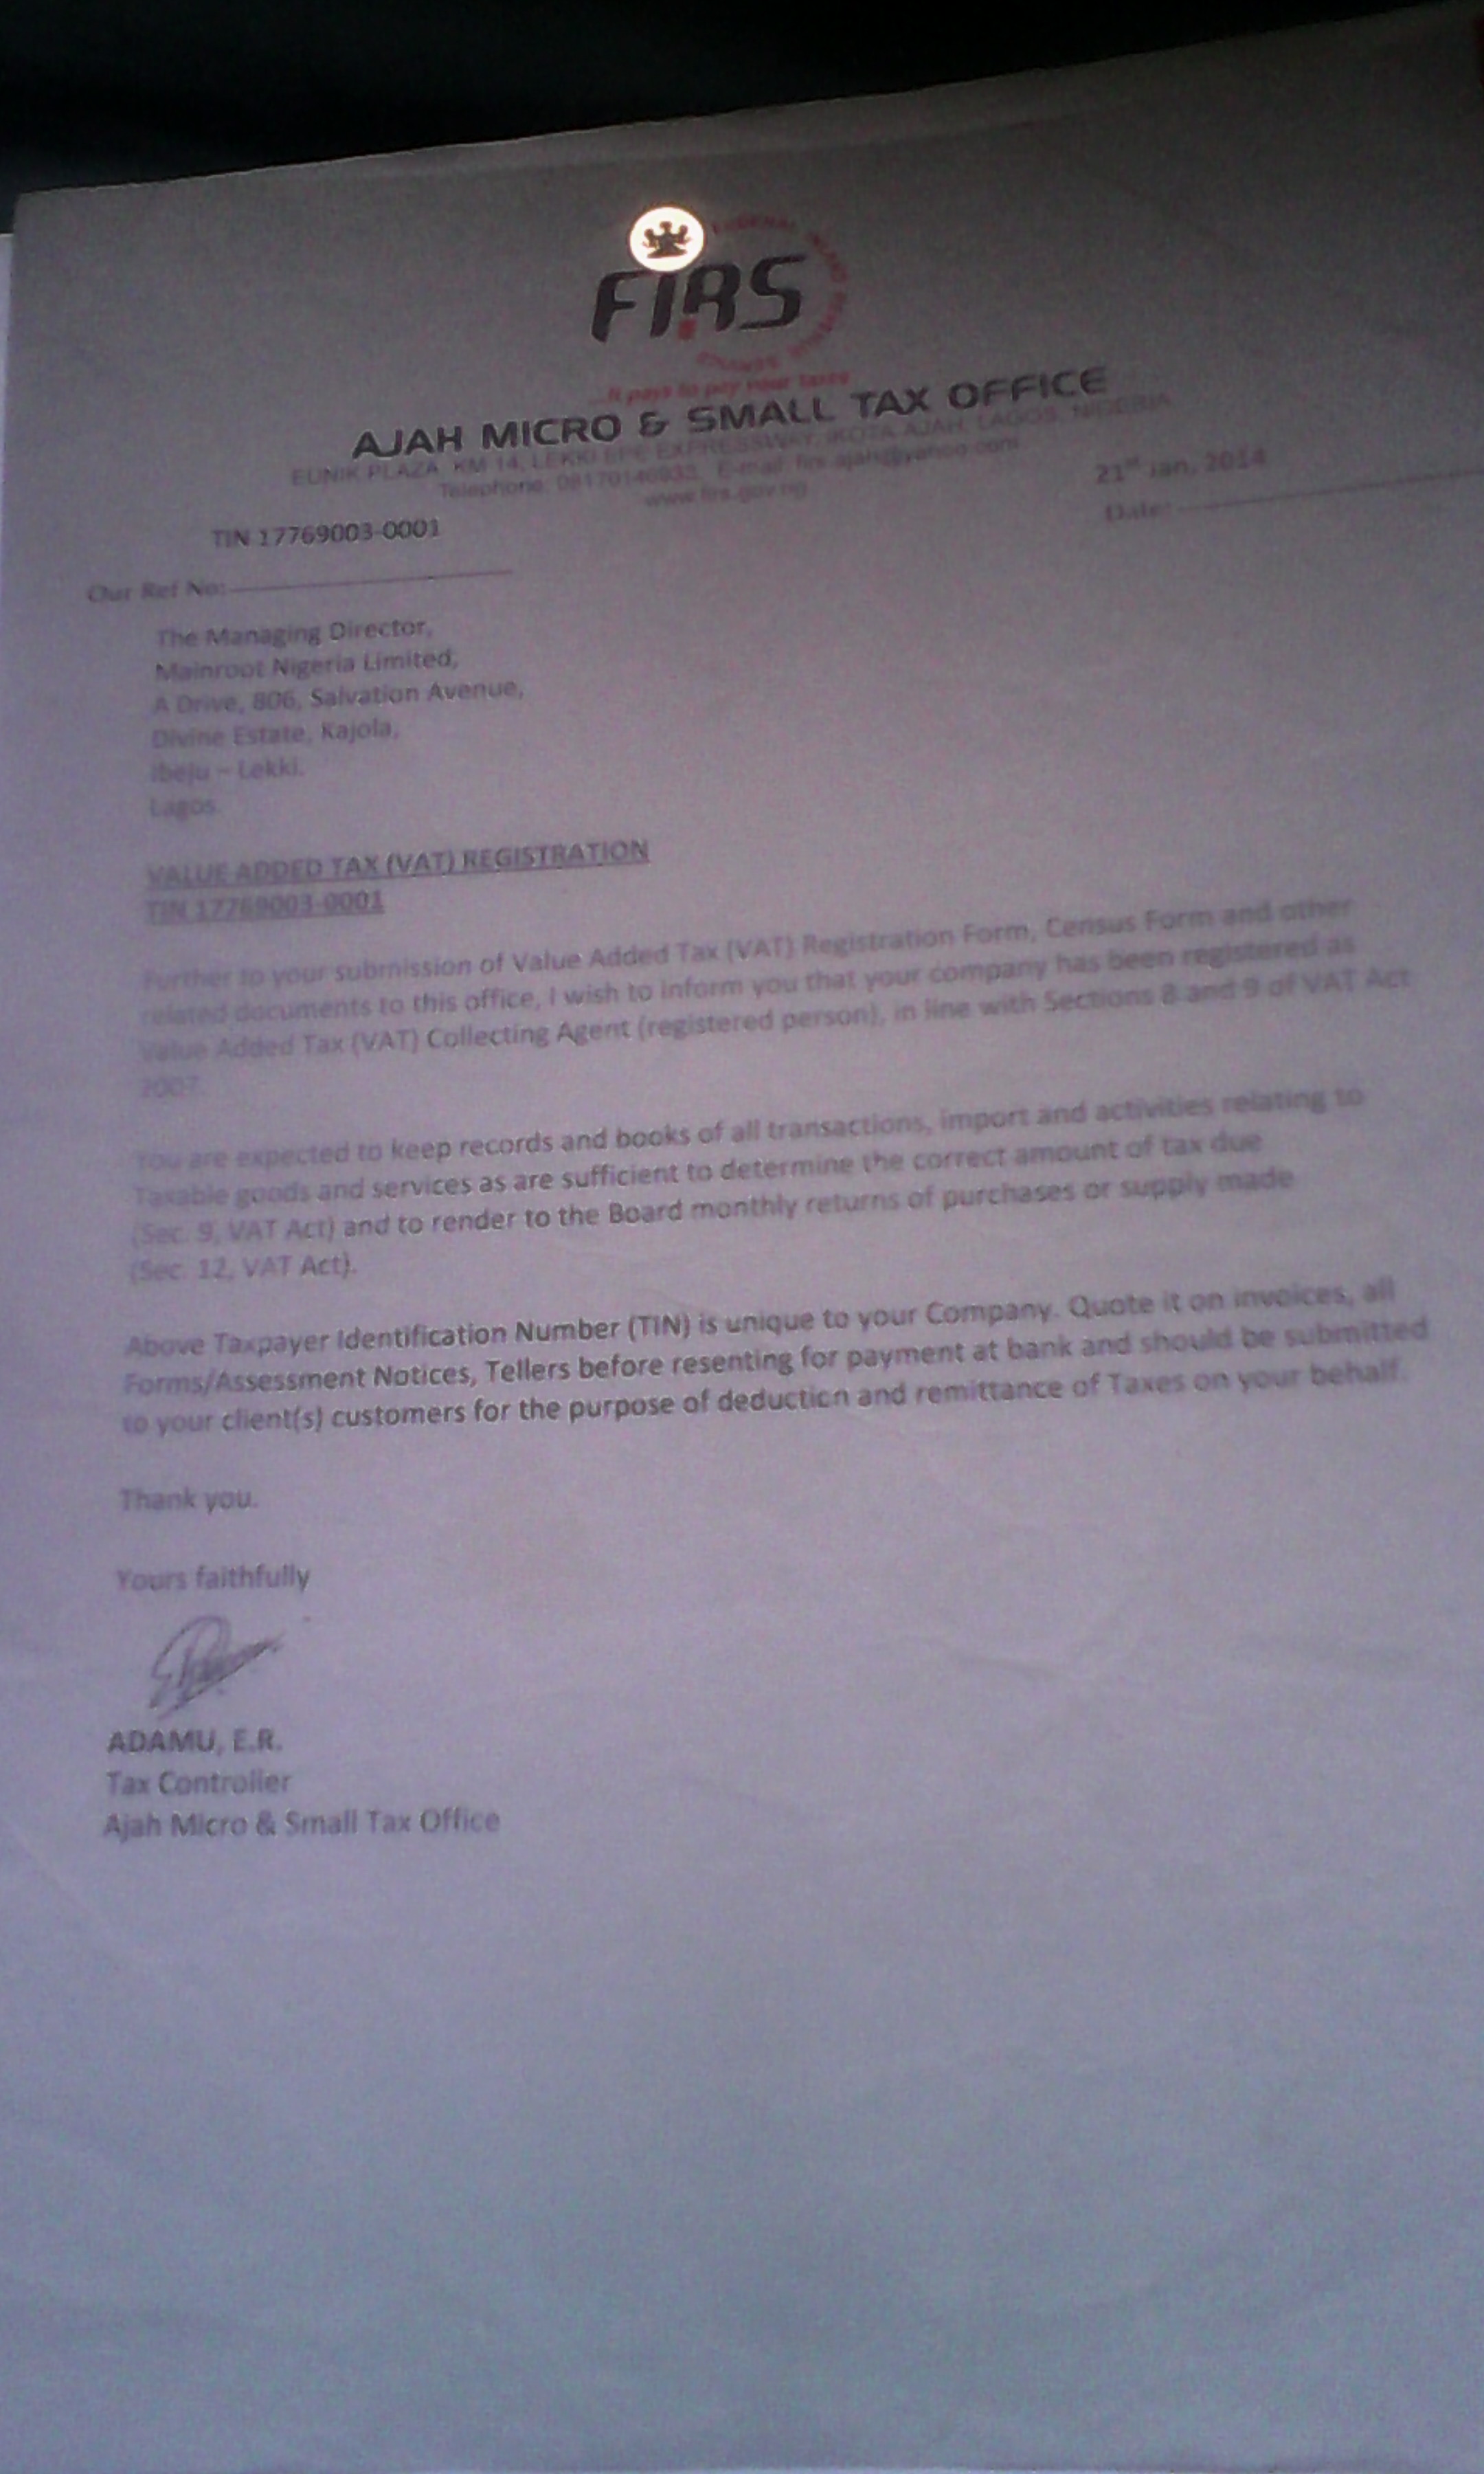 FEDERAL INLAND REVENUE SERVICE
FIRS
...it pays to pay your taxes
AJAH MICRO & SMALL TAX OFFICE
EUNIK PLAZA, KM 14, LEKKI EPE EXPRESSWAY, IKOTA AJAH, LAGOS, NIGERIA
Telephone: E-mail: firs.ajah@yahoo.com
www.firs.gov.ng
21st Jan, 2014
Date:
TIN 17769003-0001
Our Ref No:
The Managing Director,
Mainroot Nigeria Limited,
A Drive, 806, Salvation Avenue,
Divine Estate, Kajola,
Ibeju – Lekki.
Lagos
VALUE ADDED TAX (VAT) REGISTRATION
TIN 17769003-0001
Further to your submission of Value Added Tax (VAT) Registration Form, Census Form and other
related documents to this office, I wish to inform you that your company has been registered as
Value Added Tax (VAT) Collecting Agent (registered person), in line with Sections 8 and 9 of VAT Act
2007.
You are expected to keep records and books of all transactions, import and activities relating to
Taxable goods and services as are sufficient to determine the correct amount of tax due
(Sec. 9, VAT Act) and to render to the Board monthly returns of purchases or supply made
(Sec. 12, VAT Act).
Above Taxpayer Identification Number (TIN) is unique to your Company. Quote it on invoices, all
Forms/Assessment Notices, Tellers before resenting for payment at bank and should be submitted
to your client(s) customers for the purpose of deduction and remittance of Taxes on your behalf.
Thank you.
Yours faithfully
ADAMU, E.R.
Tax Controller
Ajah Micro & Small Tax Office